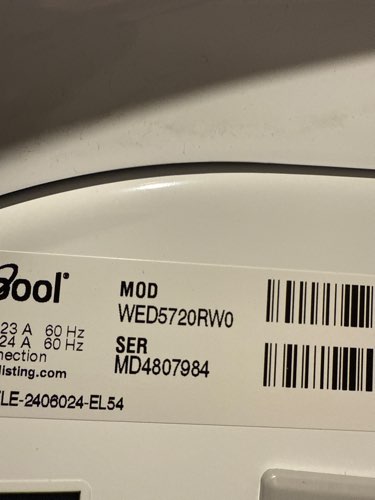 ool®
MOD
WED5720RW0
23 A 60 Hz
24 A 60 Hz
nection
listing.com
SER
MD4807984
LE-2406024-EL54